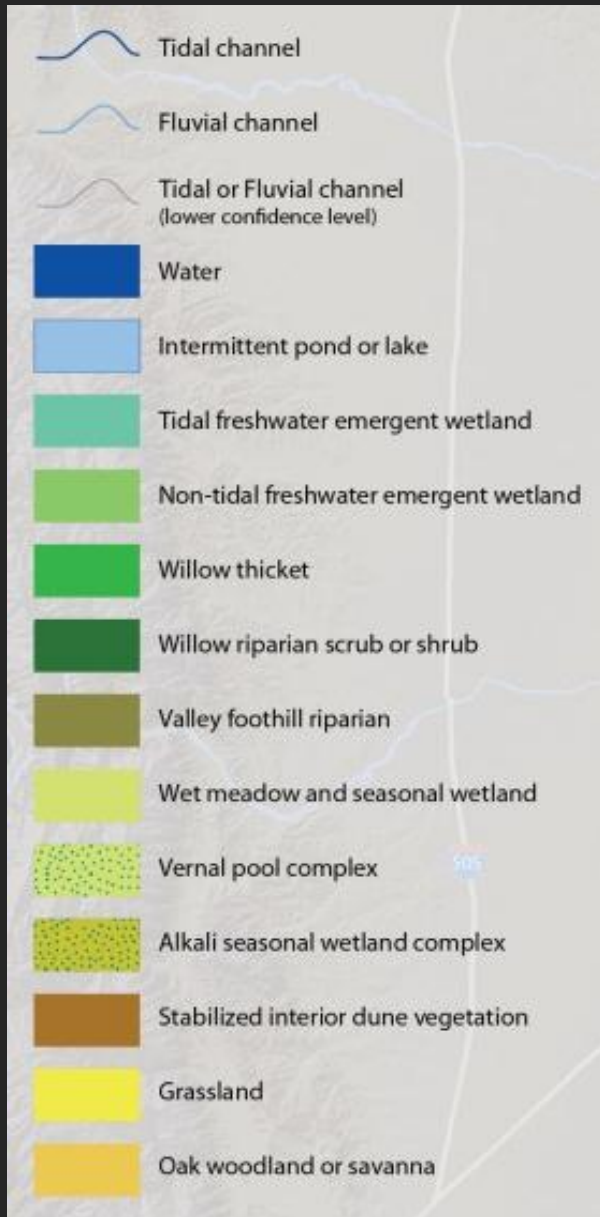 Tidal channel
Fluvial channel
Tidal or Fluvial channel
(lower confidence level)
Water
Intermittent pond or lake
Tidal freshwater emergent wetland
Non-tidal freshwater emergent wetland
Willow thicket
Willow riparian scrub or shrub
Valley foothill riparian
Wet meadow and seasonal wetland
Vernal pool complex
505
Alkali seasonal wetland complex
Stabilized interior dune vegetation
Grassland
Oak woodland or savanna